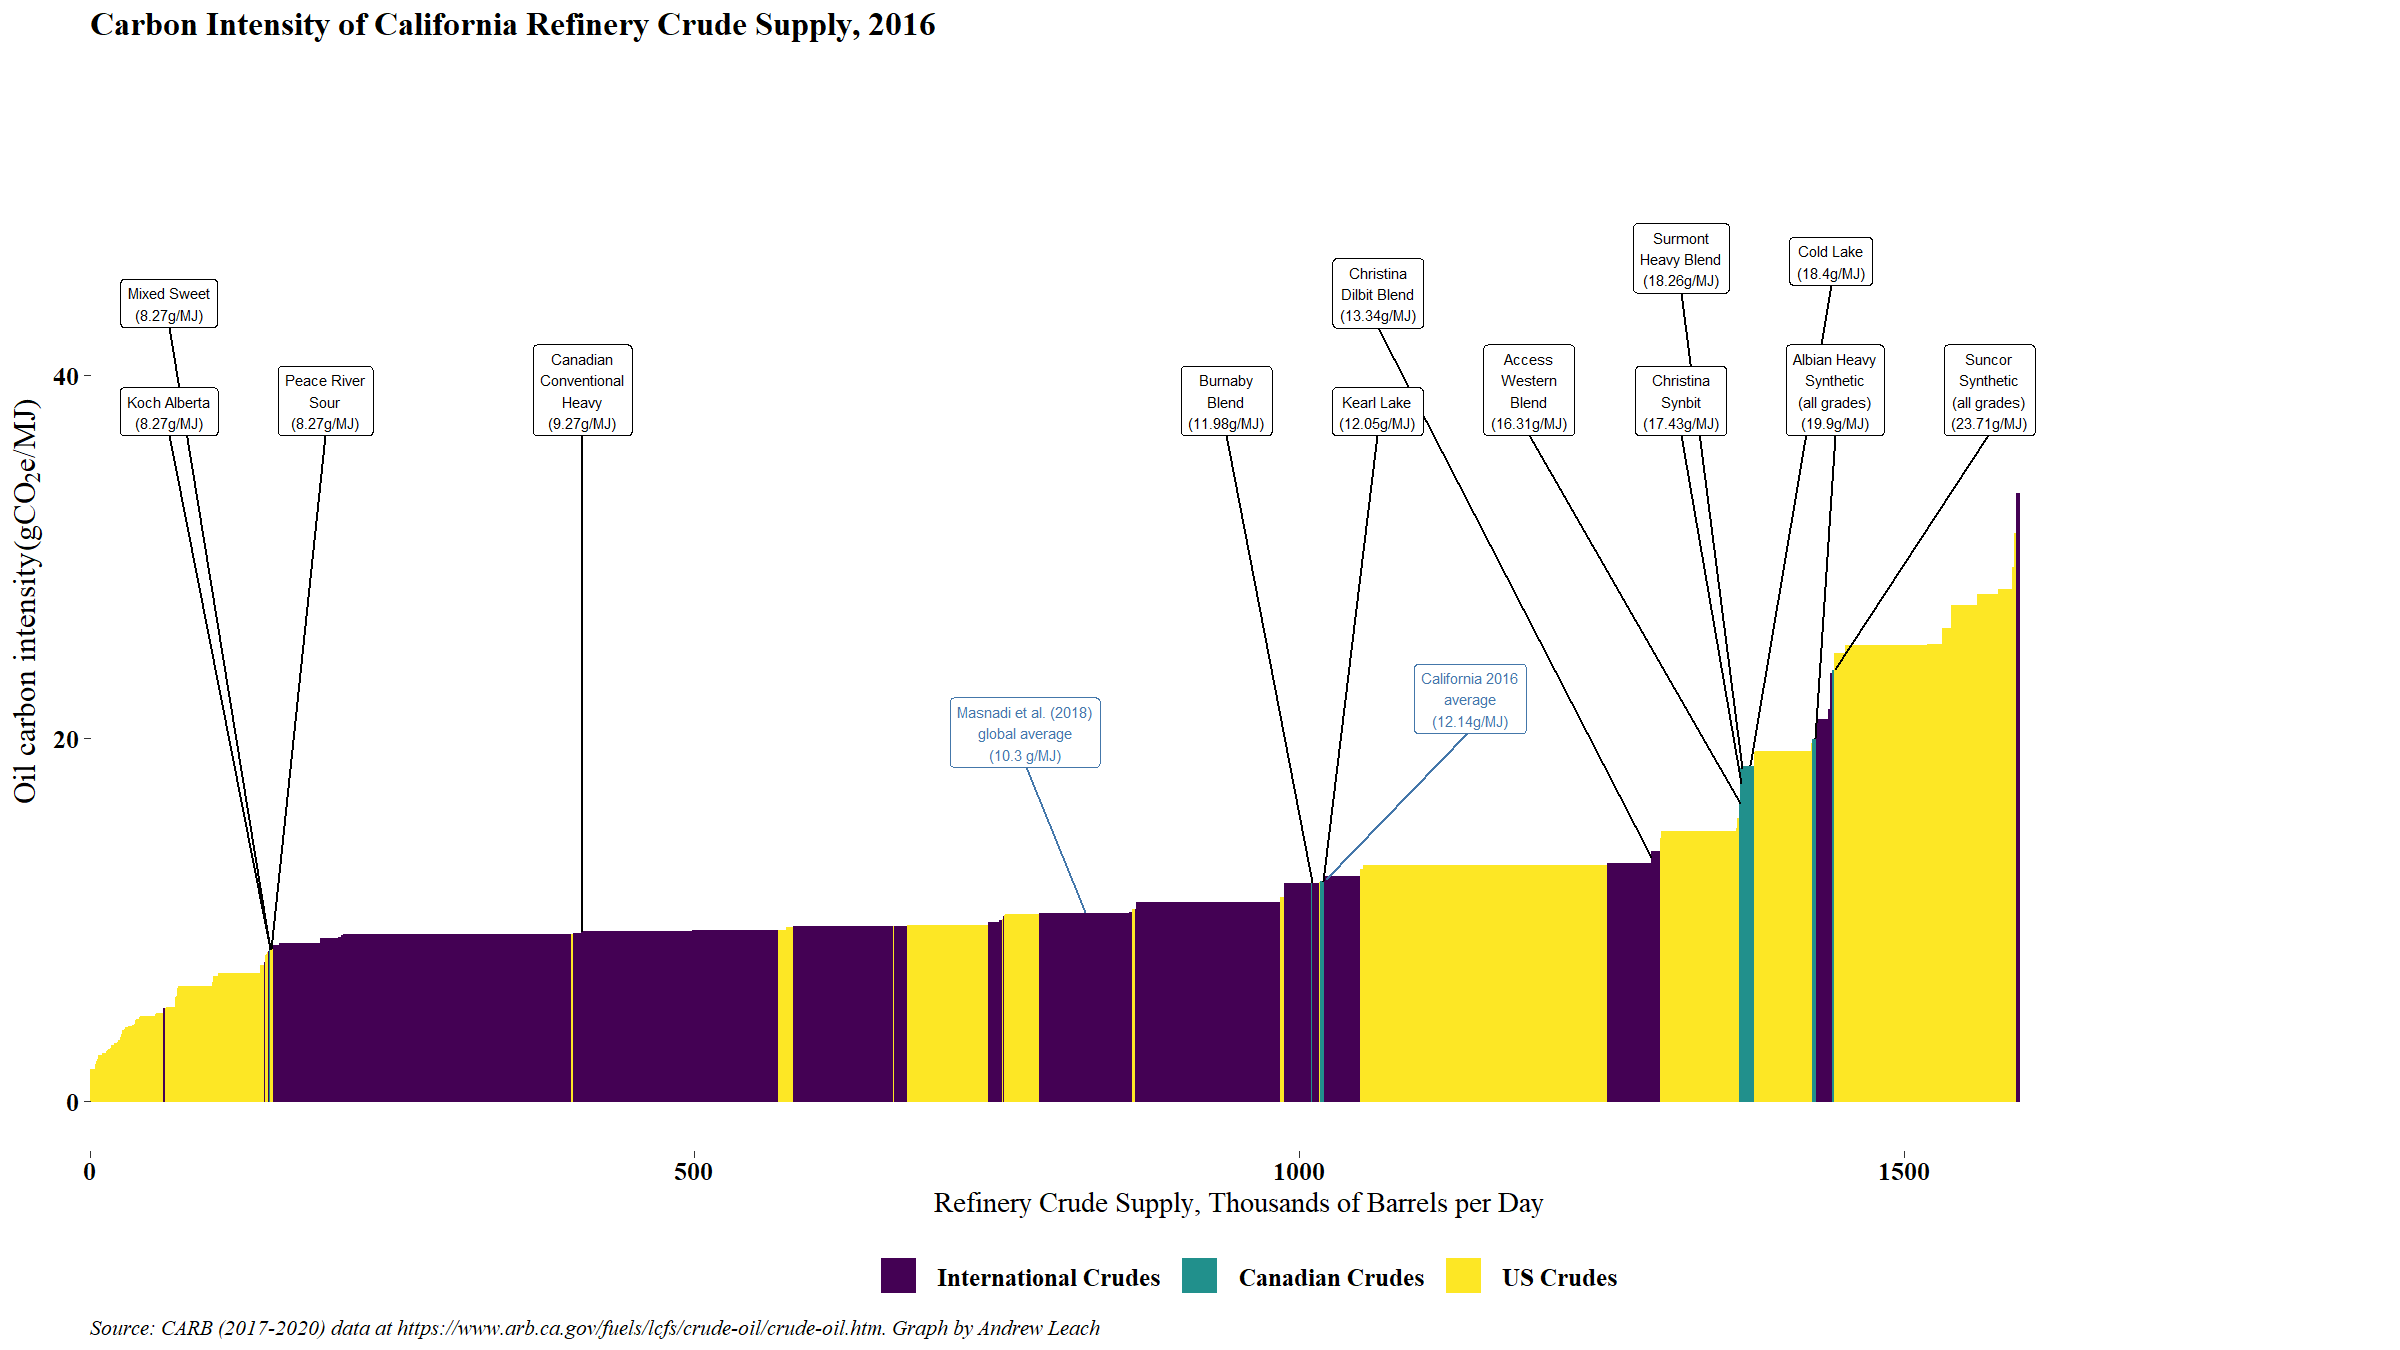 Carbon Intensity of California Refinery Crude Supply, 2016
Oil carbon intensity(gCO₂e/MJ)
40
20
0
Mixed Sweet
(8.27g/MJ)
Koch Alberta
(8.27g/MJ)
Peace River
Sour
(8.27g/MJ)
Canadian
Conventional
Heavy
(9.27g/MJ)
Masnadi et al. (2018)
global average
(10.3 g/MJ)
Burnaby
Blend
(11.98g/MJ)
Christina
Dilbit Blend
(13.34g/MJ)
Kearl Lake
(12.05g/MJ)
California 2016
average
(12.14g/MJ)
Access
Western
Blend
(16.31g/MJ)
Surmont
Heavy Blend
(18.26g/MJ)
Christina
Synbit
(17.43g/MJ)
Cold Lake
(18.4g/MJ)
Albian Heavy
Synthetic
(all grades)
(19.9g/MJ)
Suncor
Synthetic
(all grades)
(23.71g/MJ)
0
500
1000
1500
Refinery Crude Supply, Thousands of Barrels per Day
International Crudes
Canadian Crudes
US Crudes
Source: CARB (2017-2020) data at https://www.arb.ca.gov/fuels/lcfs/crude-oil/crude-oil.htm. Graph by Andrew Leach